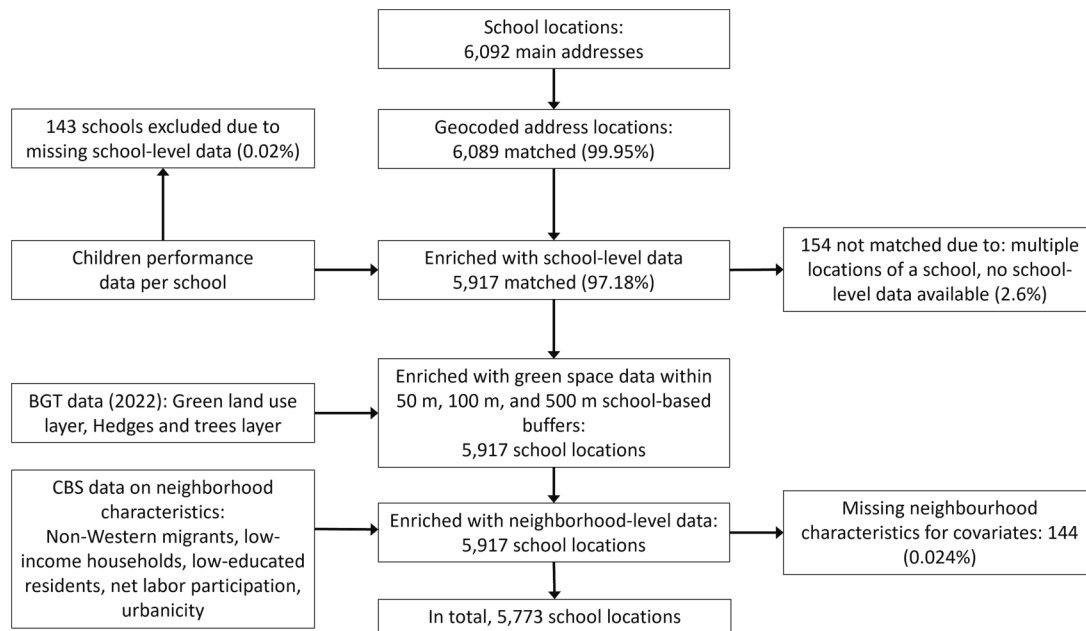 School locations:
6,092 main addresses
143 schools excluded due to
missing school-level data (0.02%)
Geocoded address locations:
6,089 matched (99.95%)
Children performance
data per school
Enriched with school-level data
5,917 matched (97.18%)
154 not matched due to: multiple
locations of a school, no school-
level data available (2.6%)
BGT data (2022): Green land use
layer, Hedges and trees layer
Enriched with green space data within
50 m, 100 m, and 500 m school-based
buffers:
5,917 school locations
CBS data on neighborhood
characteristics:
Non-Western migrants, low-
income households, low-educated
residents, net labor participation,
urbanicity
Enriched with neighborhood-level data:
5,917 school locations
Missing neighbourhood
characteristics for covariates: 144
(0.024%)
In total, 5,773 school locations